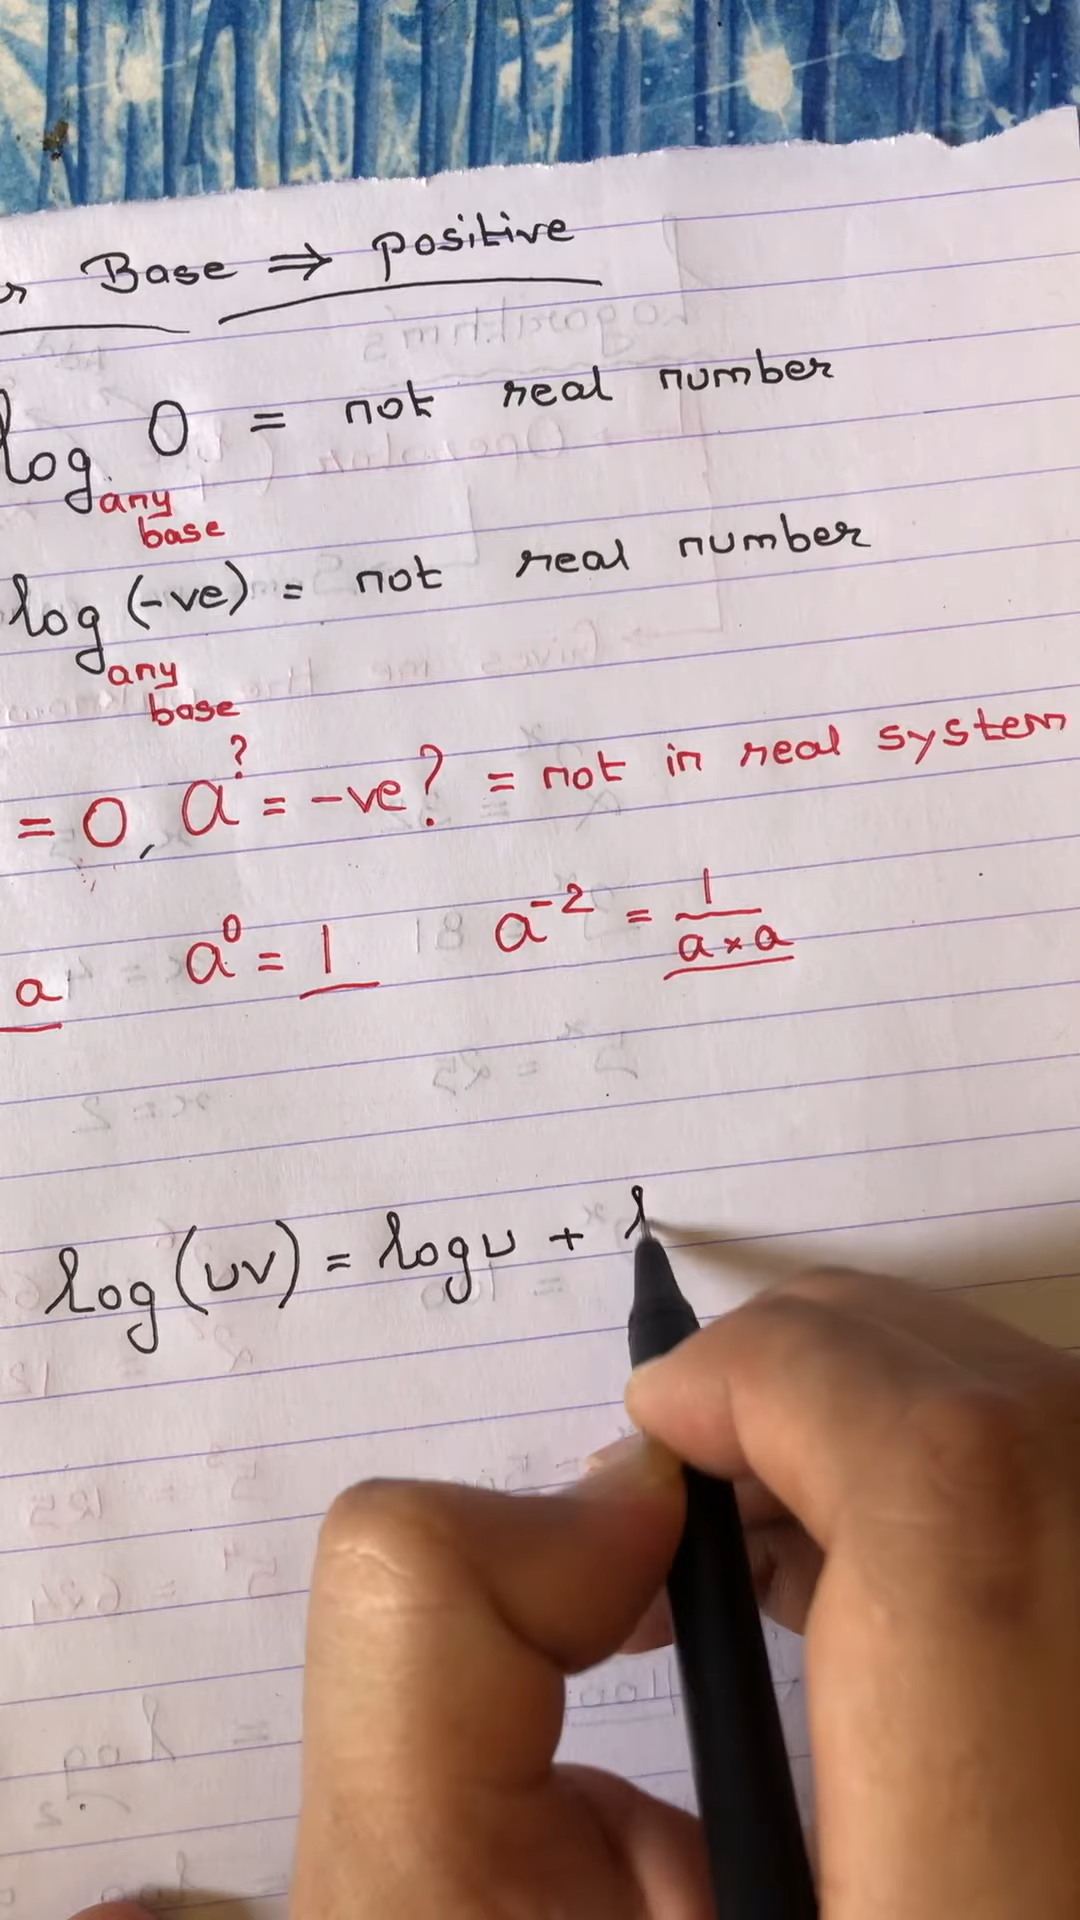 Base ⇒ positive
log any base 0 = not real number
log any base (-ve) = not real number
= 0, a^? = -ve? = not in real system
a a^0 = 1 a^-2 = 1/(a × a)
log (uv) = log u + l